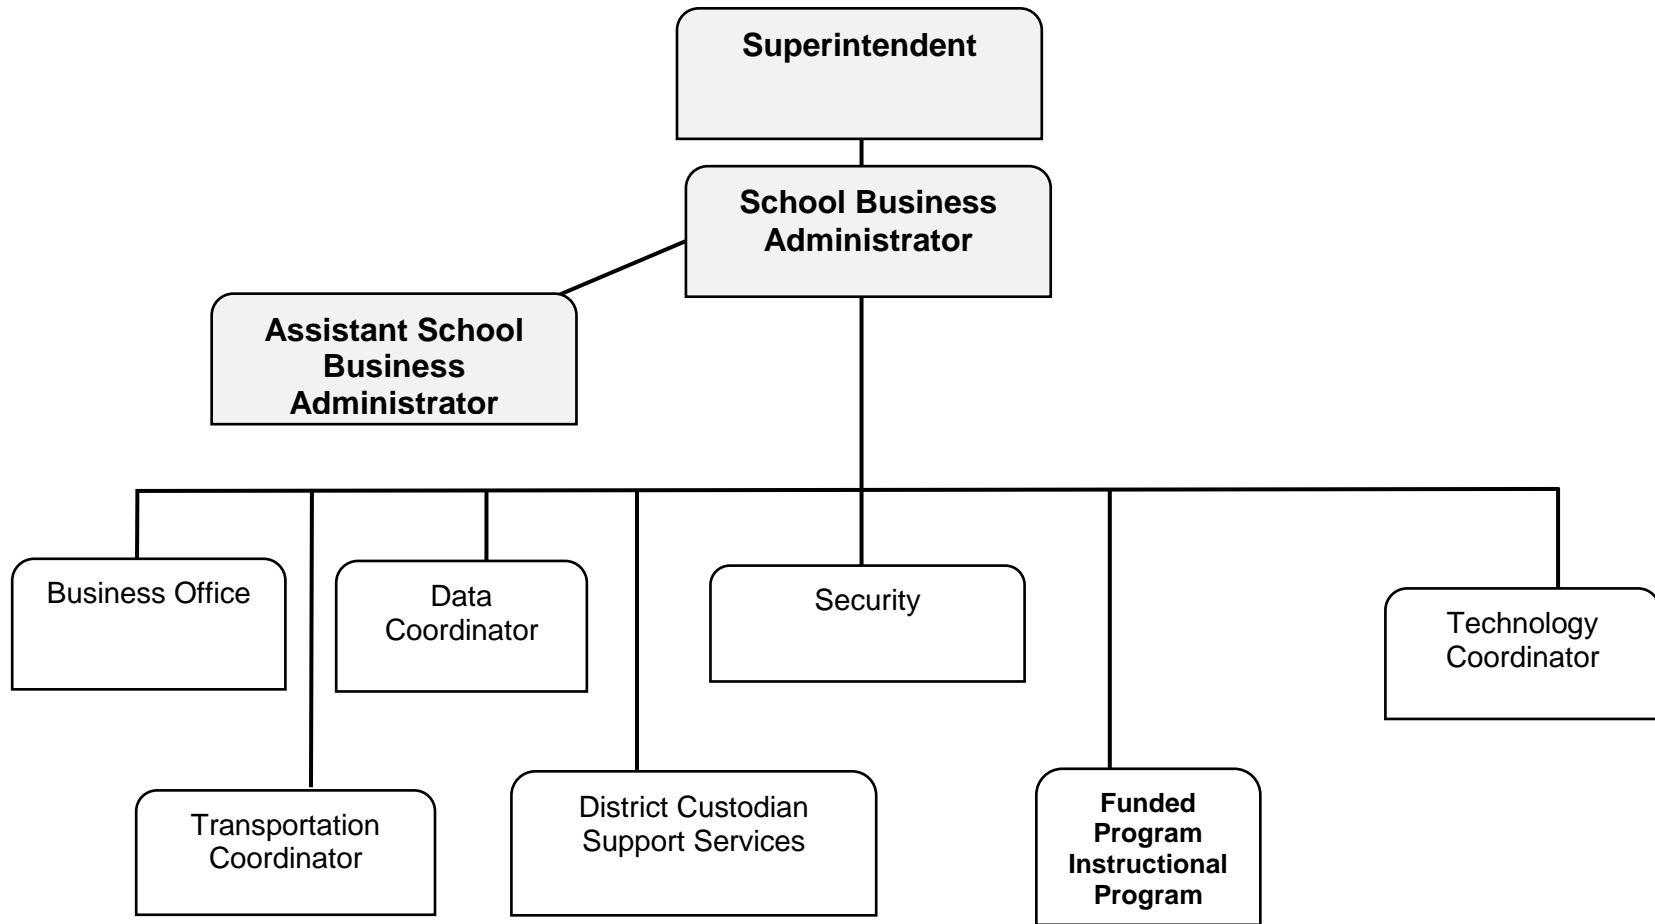 Superintendent
School Business
Administrator
Assistant School
Business
Administrator
Business Office
Data
Coordinator
Security
Technology
Coordinator
Transportation
Coordinator
District Custodian
Support Services
Funded
Program
Instructional
Program